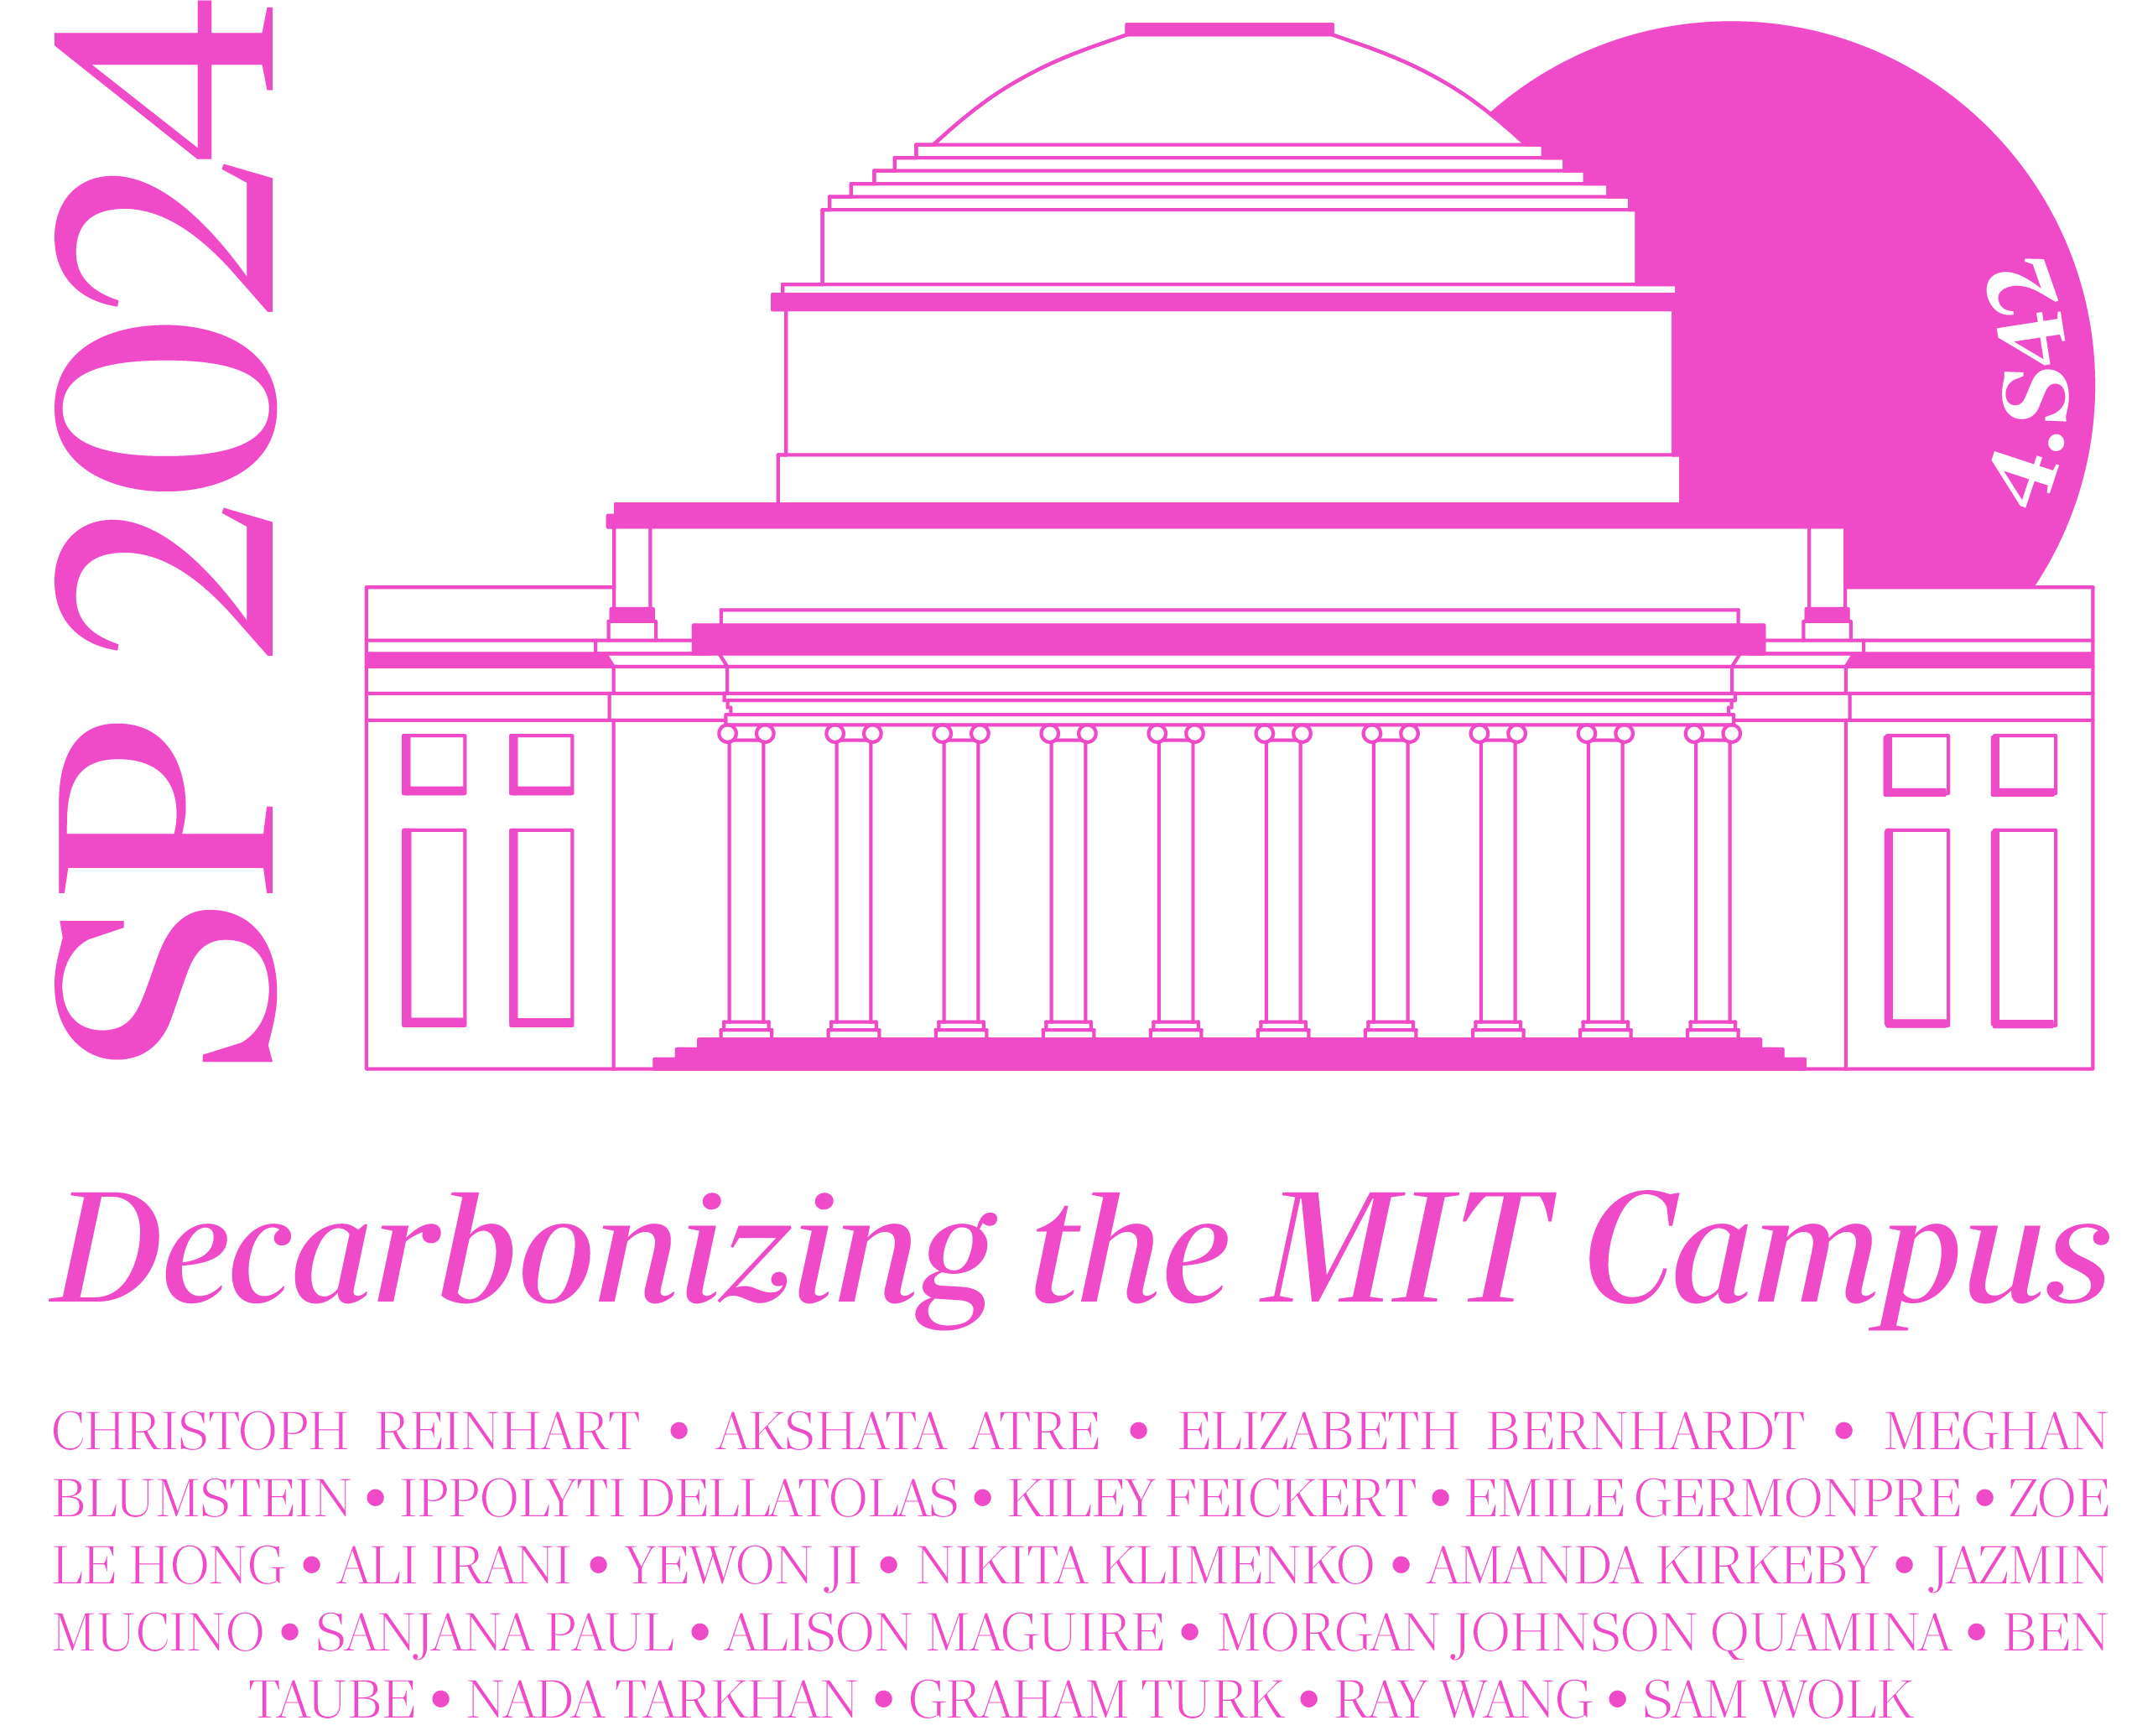 SP 2024
4.S42
Decarbonizing the MIT Campus
CHRISTOPH REINHART • AKSHATA ATRE • ELIZABETH BERNHARDT • MEGHAN
BLUMSTEIN • IPPOLYTI DELLATOLAS • KILEY FEICKERT • EMILE GERMONPRE • ZOE
LE HONG • ALI IRANI • YEWON JI • NIKITA KLIMENKO • AMANDA KIRKEBY • JAZMIN
MUCINO • SANJANA PAUL • ALISON MAGUIRE • MORGAN JOHNSON QUAMINA • BEN
TAUBE • NADA TARKHAN • GRAHAM TURK • RAY WANG • SAM WOLK